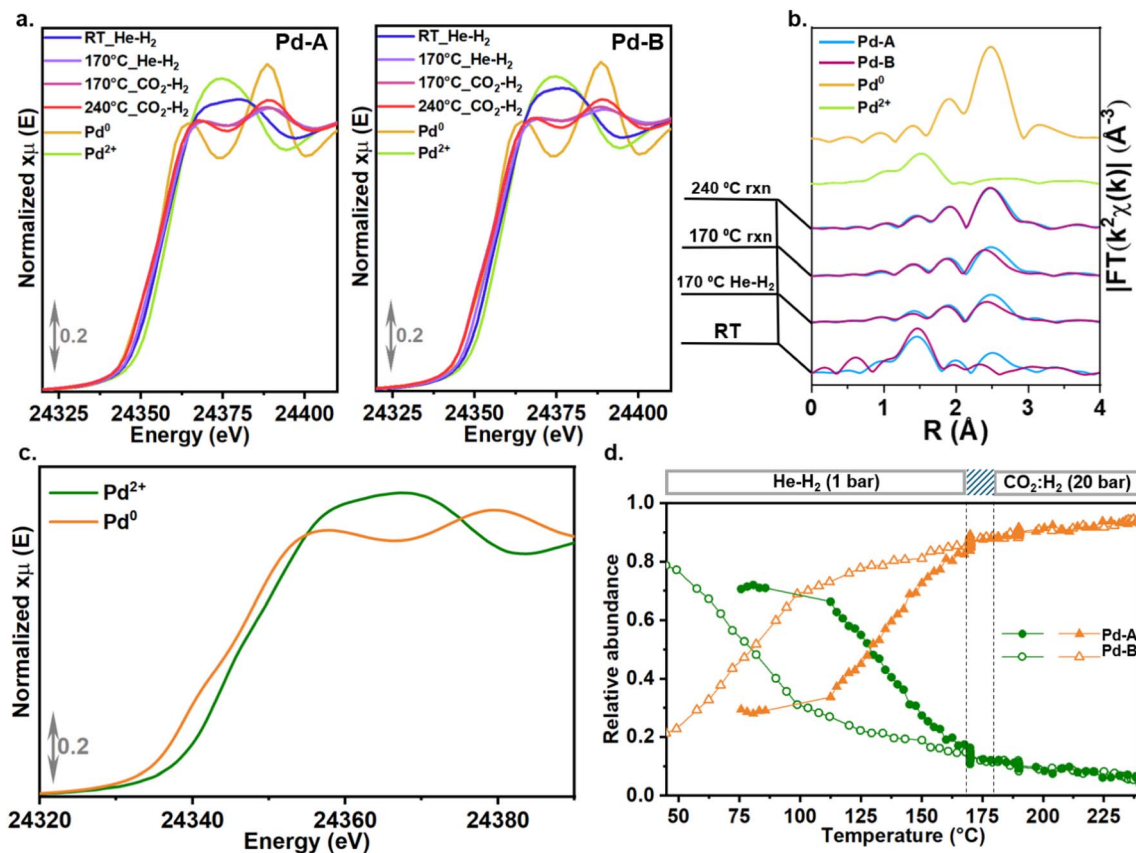 a.
RT_He-H₂
170°C_He-H₂
170°C_CO₂-H₂
240°C_CO₂-H₂
Pd⁰
Pd²⁺
Pd-A
Normalized xμ (E)
0.2
24325 24350 24375 24400
Energy (eV)
RT_He-H₂
170°C_He-H₂
170°C_CO₂-H₂
240°C_CO₂-H₂
Pd⁰
Pd²⁺
Pd-B
Normalized xμ (E)
0.2
24325 24350 24375 24400
Energy (eV)
b.
Pd-A
Pd-B
Pd⁰
Pd²⁺
240 ºC rxn
170 ºC rxn
170 ºC He-H₂
RT
|FT(k²χ(k)| (Å⁻³)
0 1 2 3 4
R (Å)
c.
Pd²⁺
Pd⁰
Normalized xμ (E)
0.2
24320 24340 24360 24380
Energy (eV)
d.
He-H₂ (1 bar)
CO₂:H₂ (20 bar)
Relative abundance
1.0
0.8
0.6
0.4
0.2
0.0
Pd-A
Pd-B
50 75 100 125 150 175 200 225
Temperature (°C)